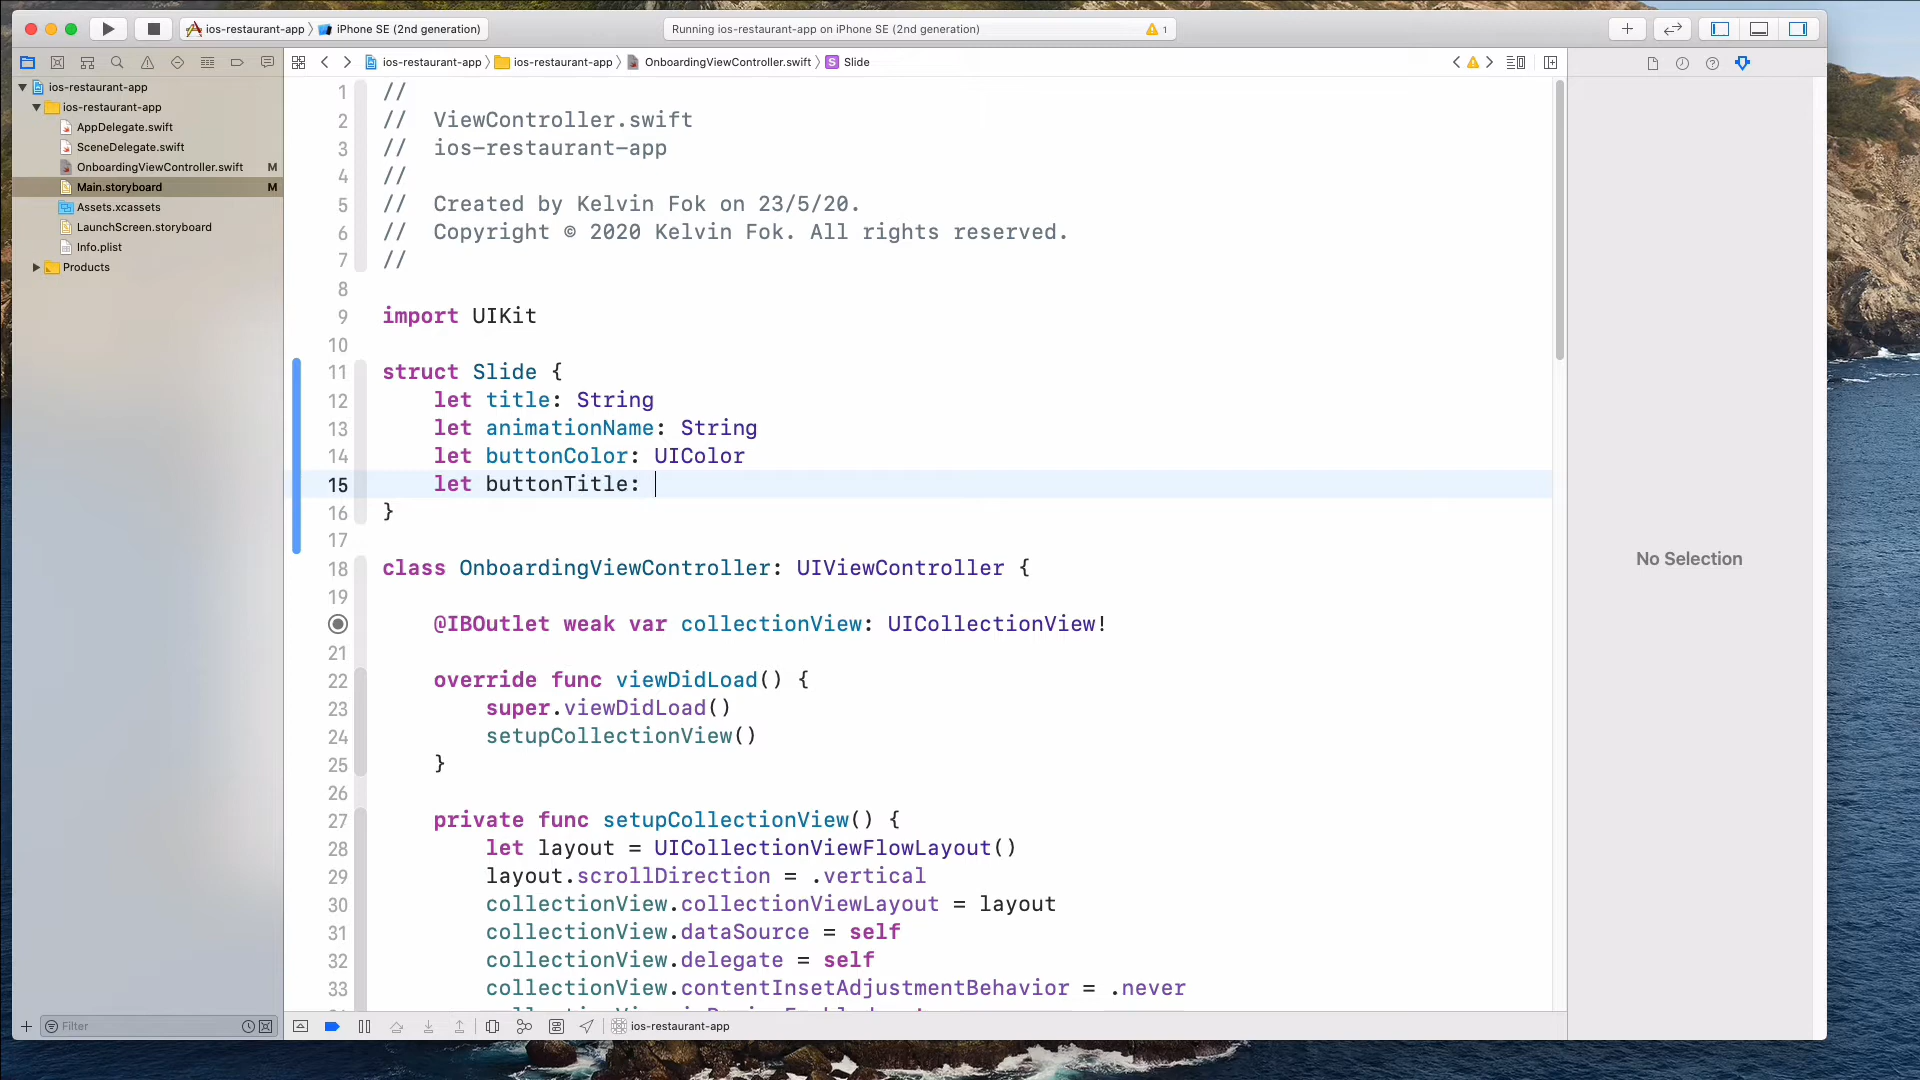 ios-restaurant-app 〉 iPhone SE (2nd generation)
Running ios-restaurant-app on iPhone SE (2nd generation)
1
ios-restaurant-app
ios-restaurant-app
AppDelegate.swift
SceneDelegate.swift
OnboardingViewController.swift M
Main.storyboard M
Assets.xcassets
LaunchScreen.storyboard
Info.plist
Products
Filter
ios-restaurant-app 〉 ios-restaurant-app 〉 OnboardingViewController.swift 〉 S Slide
1 //
2 //  ViewController.swift
3 //  ios-restaurant-app
4 //
5 //  Created by Kelvin Fok on 23/5/20.
6 //  Copyright © 2020 Kelvin Fok. All rights reserved.
7 //
8
9 import UIKit
10
11 struct Slide {
12     let title: String
13     let animationName: String
14     let buttonColor: UIColor
15     let buttonTitle:
16 }
17
18 class OnboardingViewController: UIViewController {
19
@IBOutlet weak var collectionView: UICollectionView!
21
22     override func viewDidLoad() {
23         super.viewDidLoad()
24         setupCollectionView()
25     }
26
27     private func setupCollectionView() {
28         let layout = UICollectionViewFlowLayout()
29         layout.scrollDirection = .vertical
30         collectionView.collectionViewLayout = layout
31         collectionView.dataSource = self
32         collectionView.delegate = self
33         collectionView.contentInsetAdjustmentBehavior = .never
ios-restaurant-app
No Selection